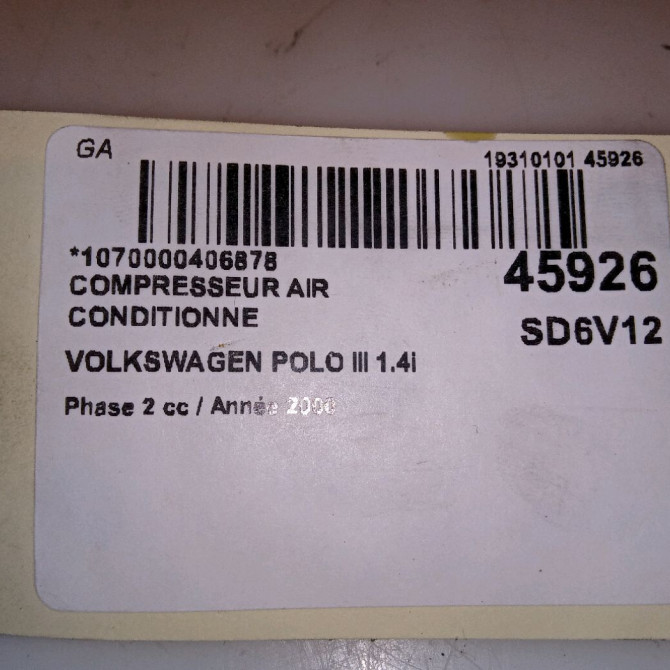 GA
19310101 45926
*1070000406878
45926
COMPRESSEUR AIR
CONDITIONNE
SD6V12
VOLKSWAGEN POLO III 1.4i
Phase 2 cc / Année 2000